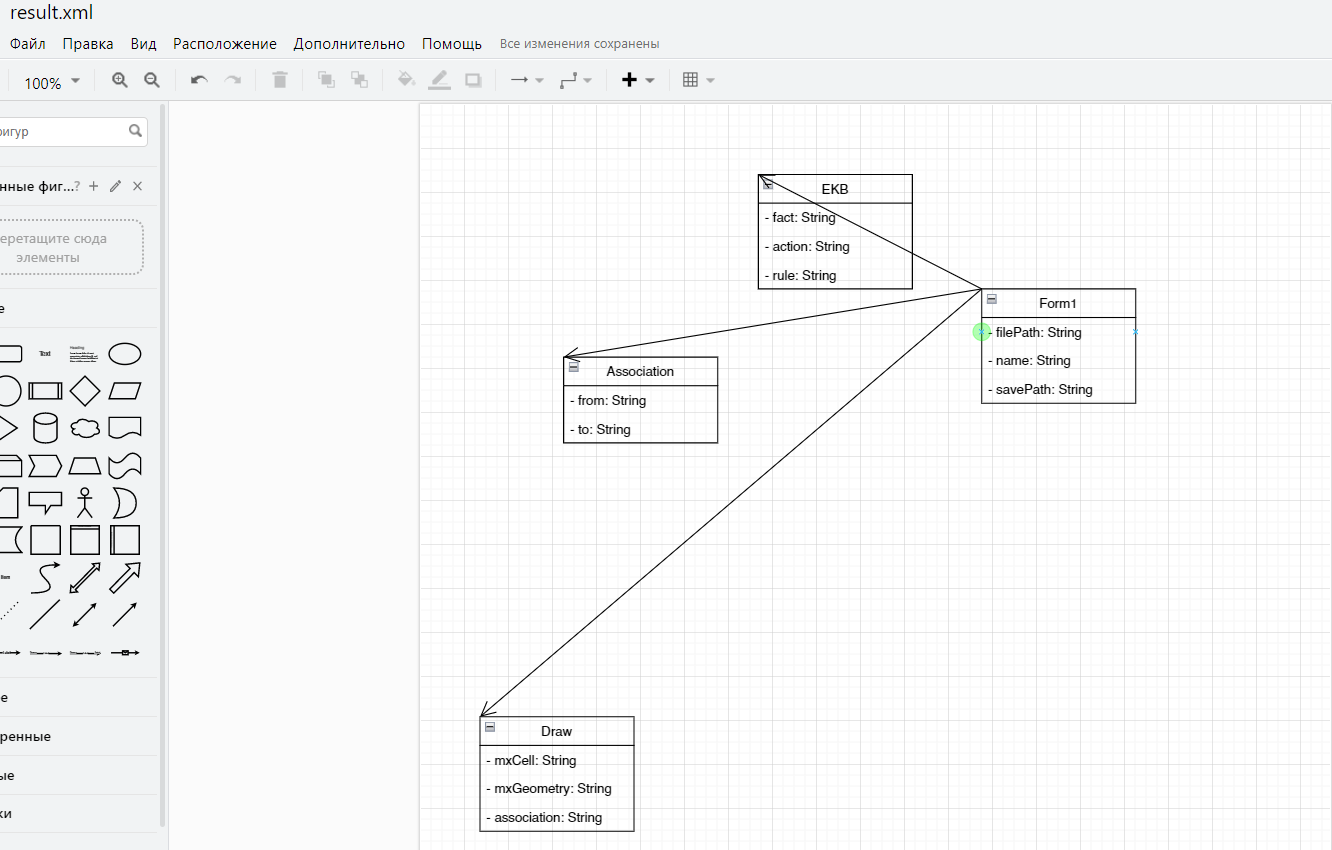 result.xml
Файл Правка Вид Расположение Дополнительно Помощь Все изменения сохранены
100%
игур
нные фиг...?
еретащите сюда
элементы
е
Text
Heading
е
ренные
ые
ки
EKB
- fact: String
- action: String
- rule: String
Form1
- filePath: String
- name: String
- savePath: String
Association
- from: String
- to: String
Draw
- mxCell: String
- mxGeometry: String
- association: String